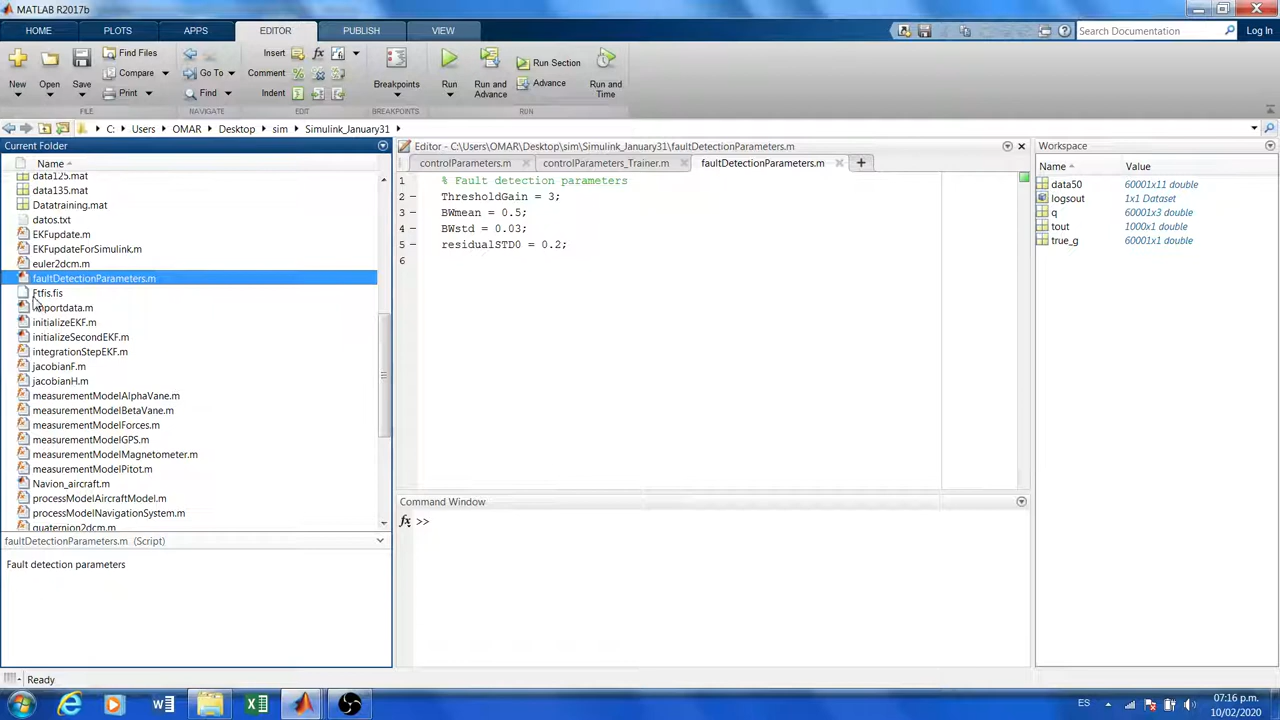 MATLAB R2017b
HOME
PLOTS
APPS
EDITOR
PUBLISH
VIEW
Search Documentation
Log In
New
Open
Save
Find Files
Compare
Print
Go To
Find
Insert
Comment
Indent
Breakpoints
Run
Run and Advance
Run Section
Advance
Run and Time
FILE
NAVIGATE
EDIT
BREAKPOINTS
RUN
C: Users OMAR Desktop sim Simulink_January31
Current Folder
Name
data125.mat
data135.mat
Datatraining.mat
datos.txt
EKFupdate.m
EKFupdateForSimulink.m
euler2dcm.m
faultDetectionParameters.m
Ftfis.fis
importdata.m
initializeEKF.m
initializeSecondEKF.m
integrationStepEKF.m
jacobianF.m
jacobianH.m
measurementModelAlphaVane.m
measurementModelBetaVane.m
measurementModelForces.m
measurementModelGPS.m
measurementModelMagnetometer.m
measurementModelPitot.m
Navion_aircraft.m
processModelAircraftModel.m
processModelNavigationSystem.m
quaternion2dcm.m
faultDetectionParameters.m (Script)
Fault detection parameters
Editor - C:\Users\OMAR\Desktop\sim\Simulink_January31\faultDetectionParameters.m
controlParameters.m
controlParameters_Trainer.m
faultDetectionParameters.m
1 % Fault detection parameters
2 ThresholdGain = 3;
3 BWmean = 0.5;
4 BWstd = 0.03;
5 residualSTD0 = 0.2;
6
Command Window
fx >>
Workspace
Name Value
data50 60001x11 double
logsout 1x1 Dataset
q 60001x3 double
tout 1000x1 double
true_g 60001x1 double
Ready
ES
07:16 p.m.
10/02/2020